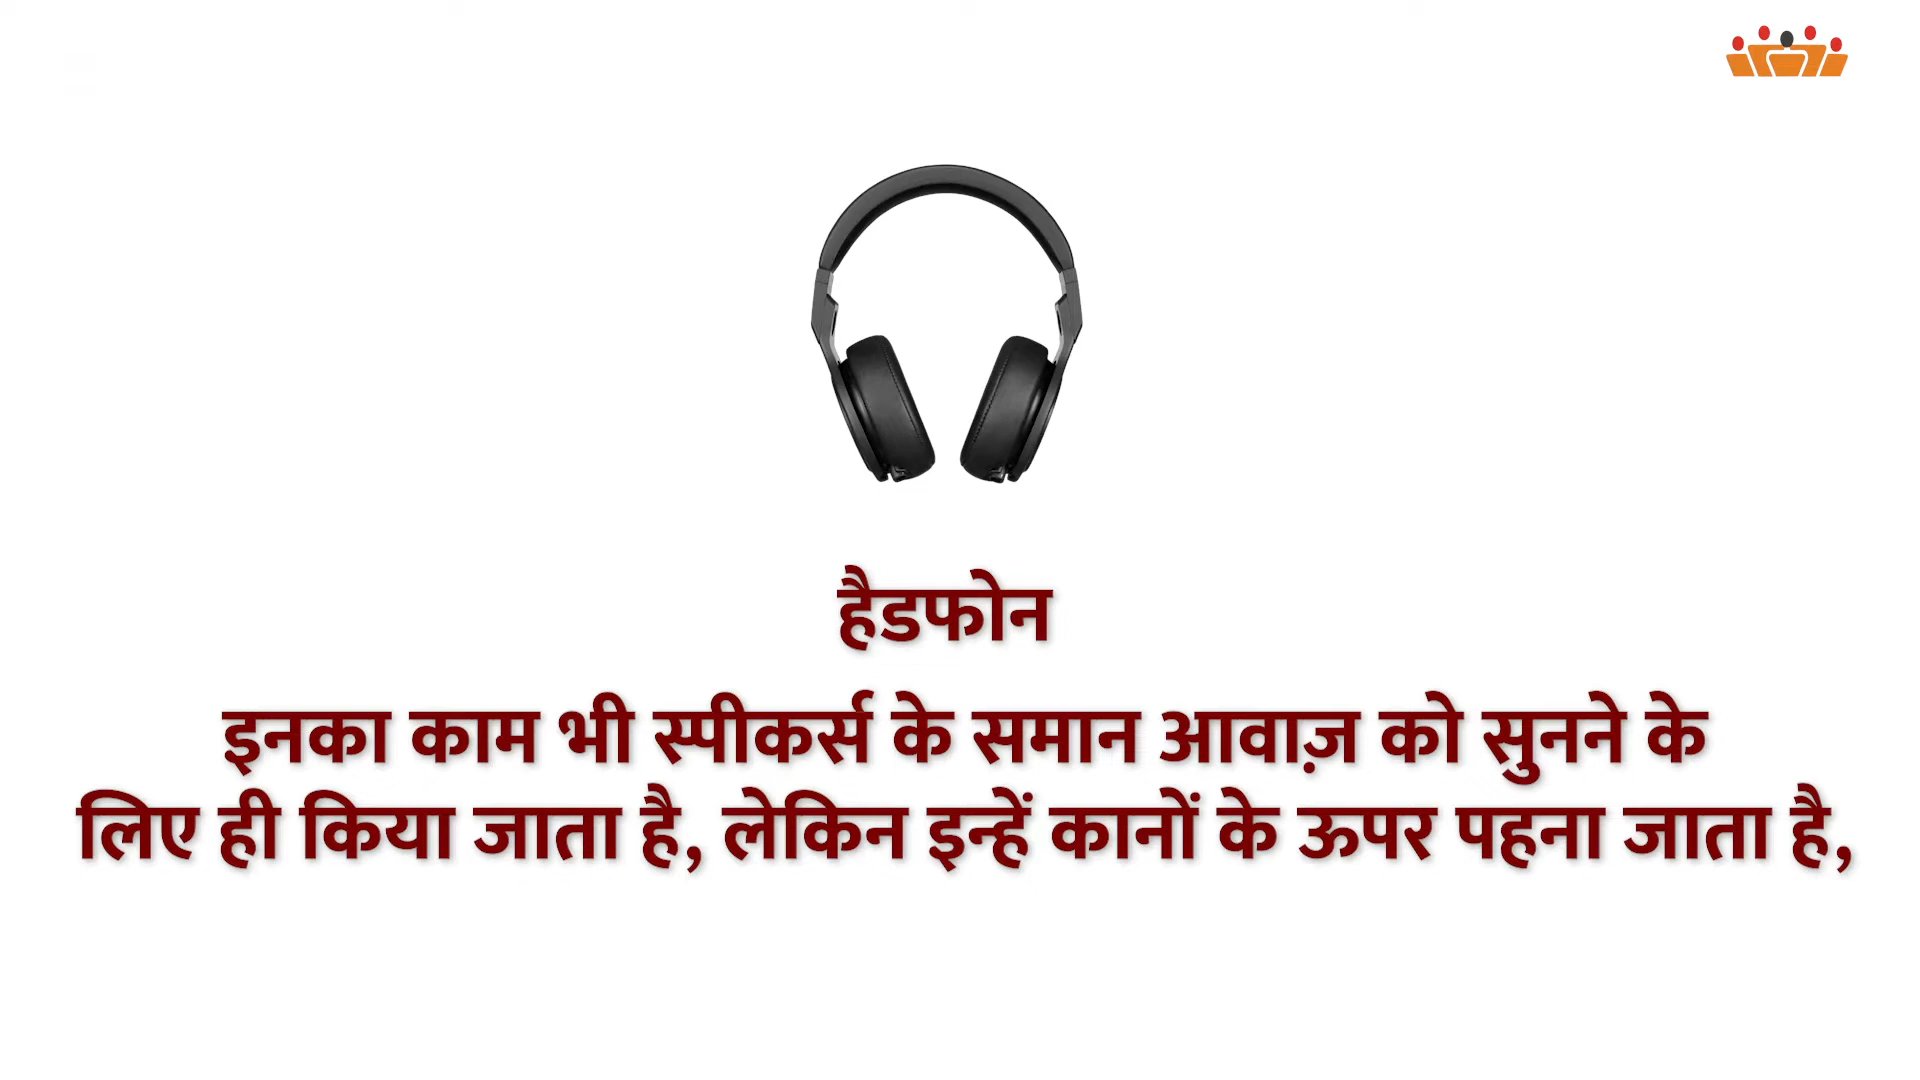 हैडफोन
इनका काम भी स्पीकर्स के समान आवाज़ को सुनने के
लिए ही किया जाता है, लेकिन इन्हें कानों के ऊपर पहना जाता है,